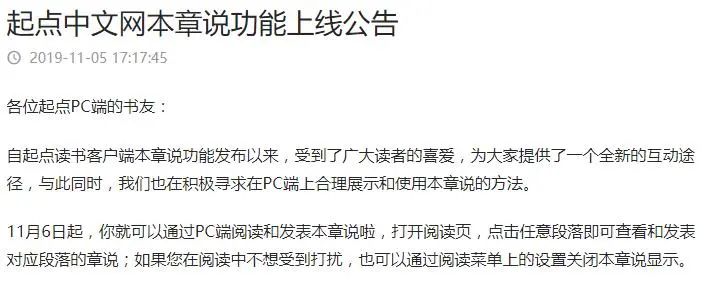 起点中文网本章说功能上线公告
2019-11-05 17:17:45
各位起点PC端的书友：
自起点读书客户端本章说功能发布以来，受到了广大读者的喜爱，为大家提供了一个全新的互动途
径，与此同时，我们也在积极寻求在PC端上合理展示和使用本章说的方法。
11月6日起，你就可以通过PC端阅读和发表本章说啦，打开阅读页，点击任意段落即可查看和发表
对应段落的章说；如果您在阅读中不想受到打扰，也可以通过阅读菜单上的设置关闭本章说显示。